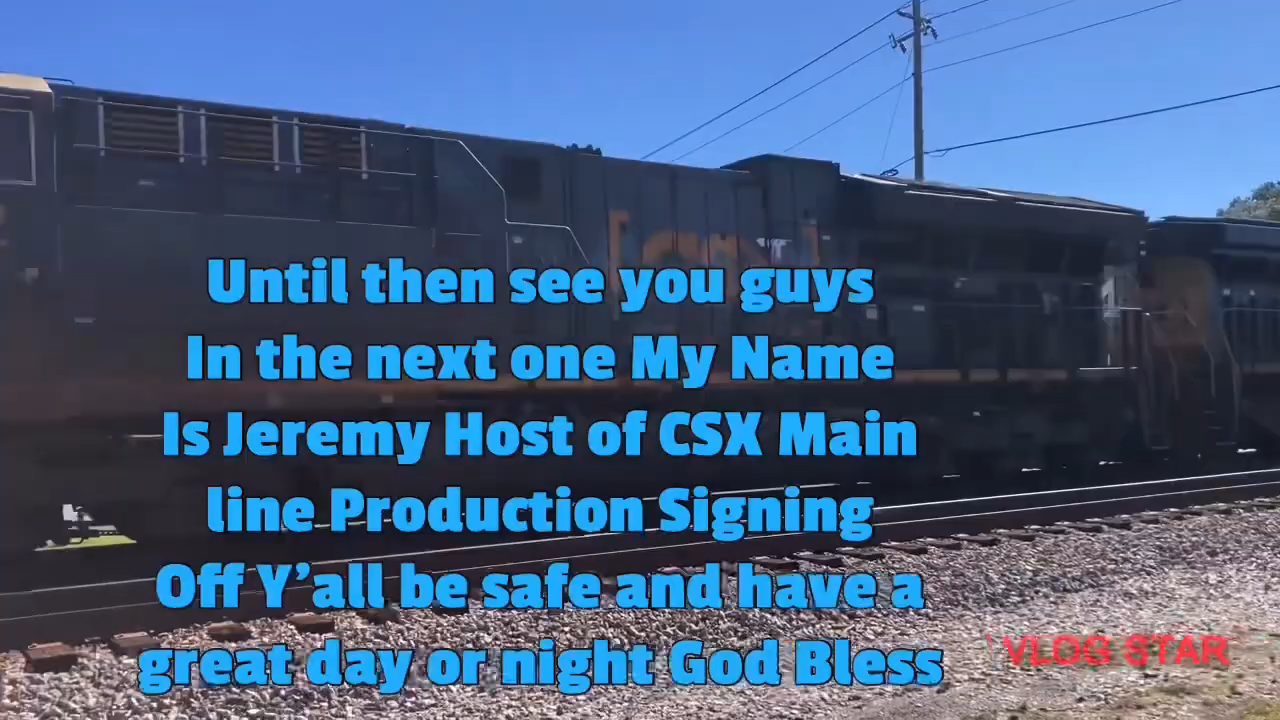 Until then see you guys
In the next one My Name
Is Jeremy Host of CSX Main
line Production Signing
Off Y'all be safe and have a
great day or night God Bless
VLOG STAR